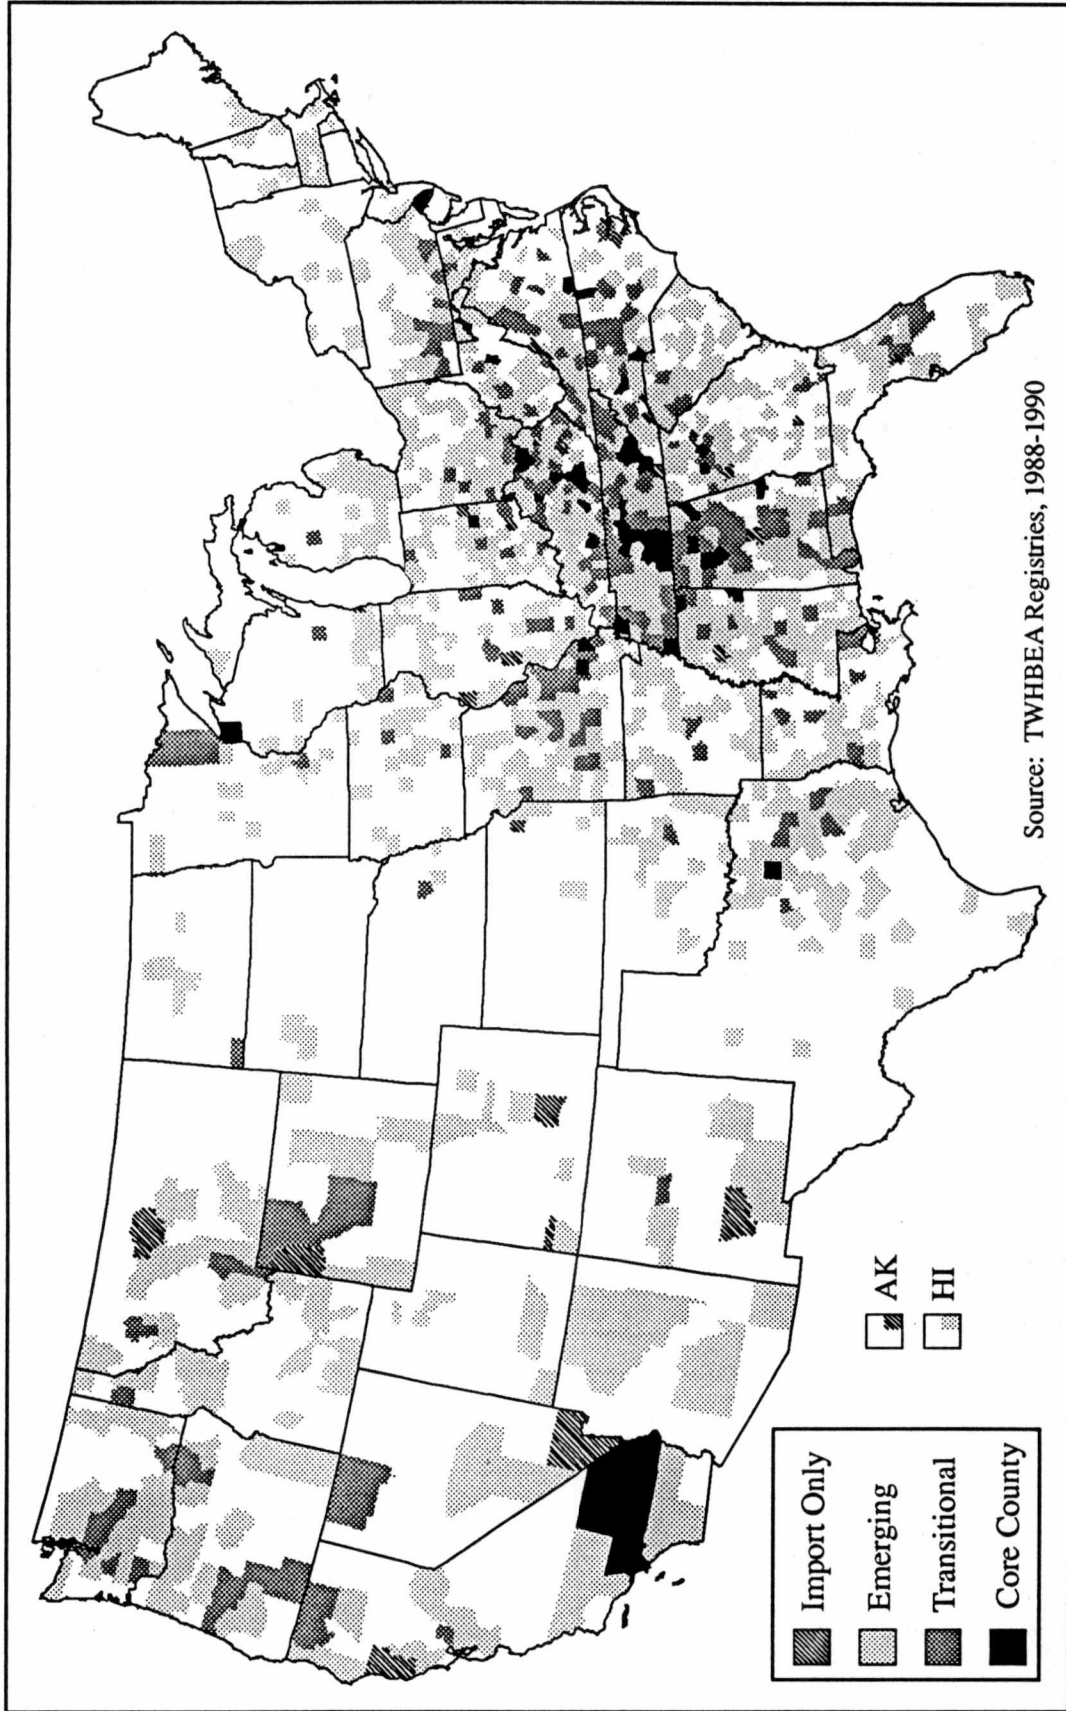 Import Only
Emerging
Transitional
Core County
AK
HI
Source: TWHBEA Registries, 1988-1990